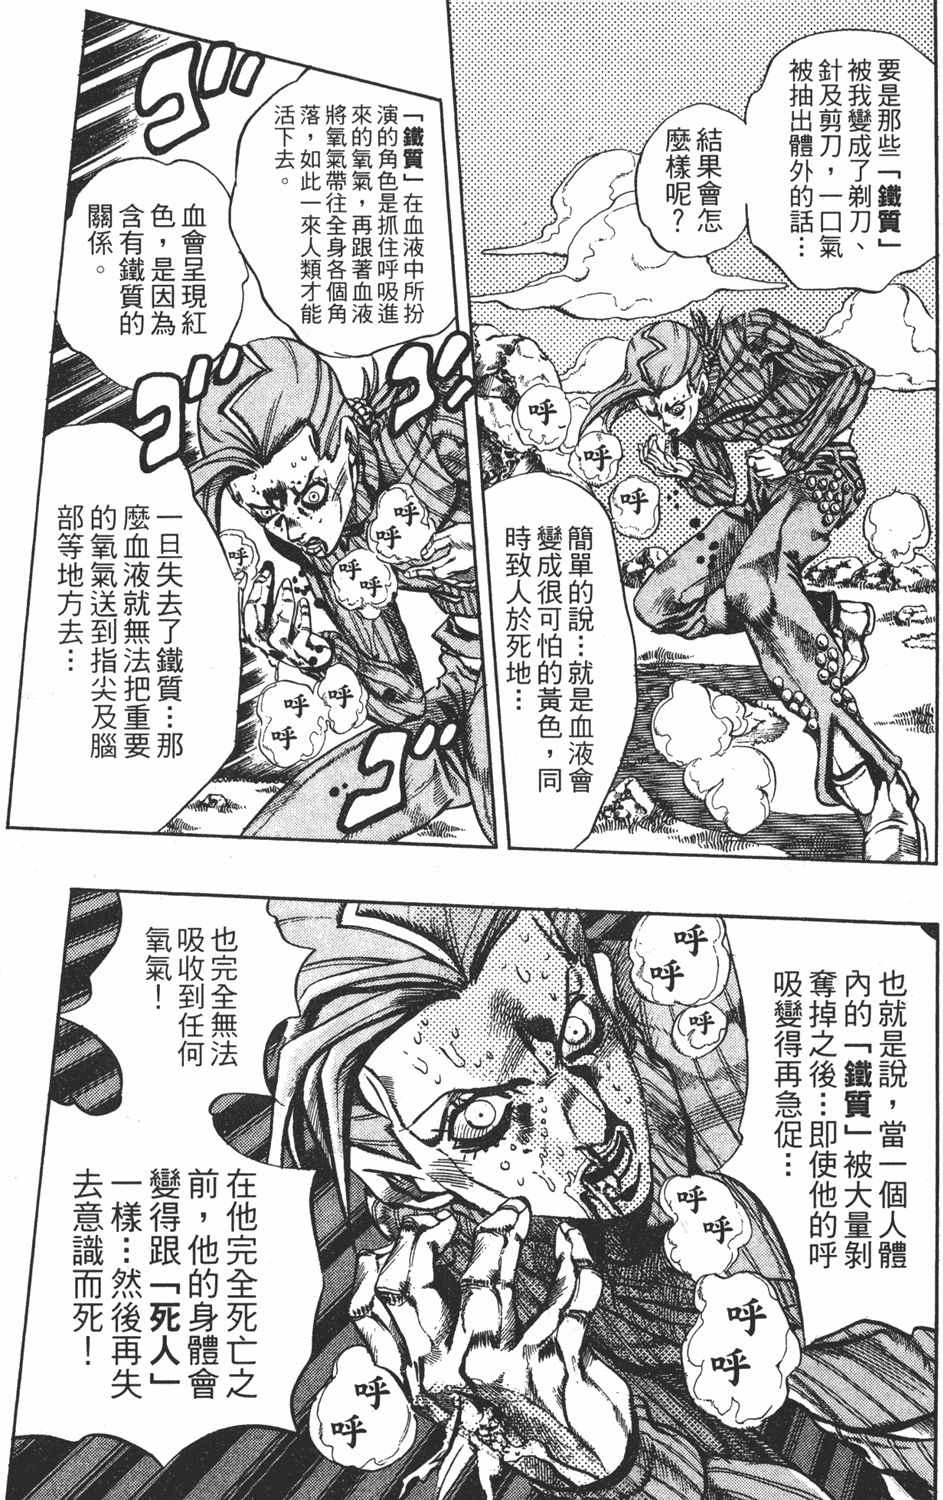 要是那些「鐵質」
被我變成了剃刀、
針及剪刀，一口氣
被抽出體外的話…
結果會怎
麼樣呢？
呼
呼
呼
簡單的說…就是血液會
變成很可怕的黃色，同
時致人於死地…
「鐵質」在血液中所扮
演的角色是抓住呼吸進
來的氧氣，再跟著血液
將氧氣帶往全身各個角
落，如此一來人類才能
活下去。
血會呈現紅
色，是因為
含有鐵質的
關係。
ゴ
ゴ
ゴ
ゴ
呼
呼
呼
呼
呼
呼
呼
呼
一旦失去了鐵質…那
麼血液就無法把重要
的氧氣送到指尖及腦
部等地方去…
也就是說，當一個人體
內的「鐵質」被大量剝
奪掉之後…即使他的呼
吸變得再急促…
呼
呼
呼
呼
呼
呼
呼
呼
呼
也完全無法
吸收到任何
氧氣！
在他完全死亡之
前，他的身體會
變得跟「死人」
一樣…然後再失
去意識而死！